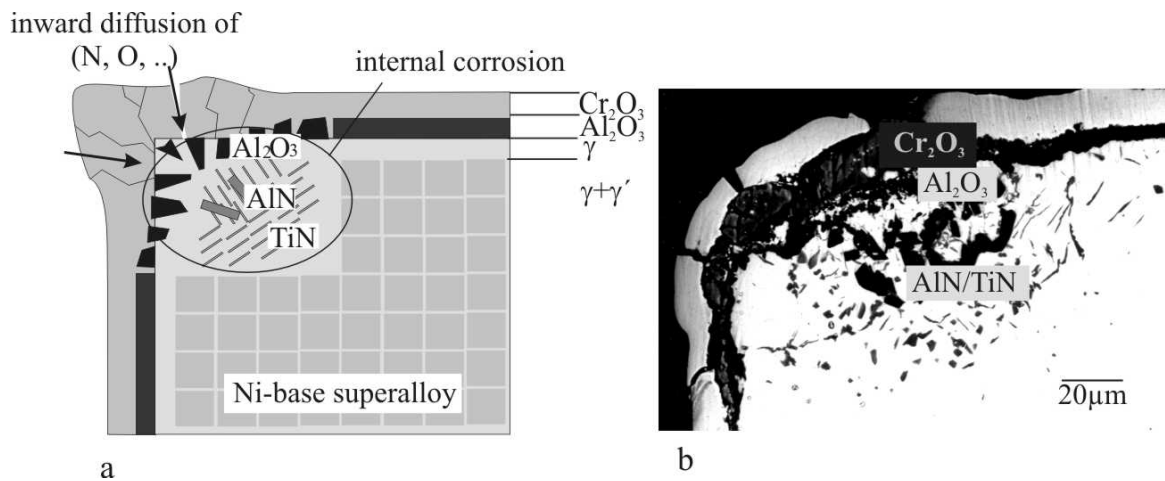 inward diffusion of
(N, O, ..)
internal corrosion
Cr₂O₃
Al₂O₃
γ
γ+γ´
Al₂O₃
AlN
TiN
Ni-base superalloy
a
Cr₂O₃
Al₂O₃
AlN/TiN
20µm
b